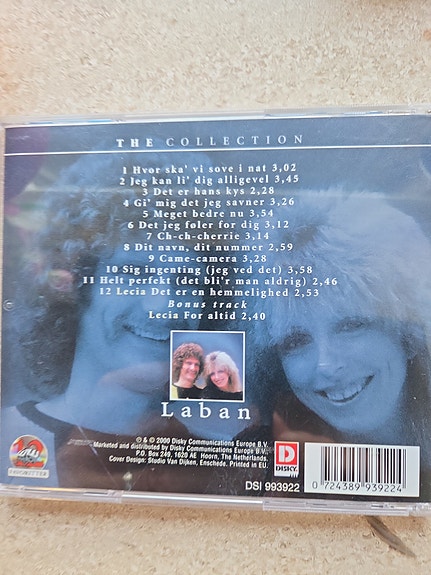 THE COLLECTION
1 Hvor ska' vi sove i nat 3,02
2 Jeg kan li' dig alligevel 3,45
3 Det er hans kys 2,28
4 Gi' mig det jeg savner 3,26
5 Meget bedre nu 3,54
6 Det jeg føler for dig 3,12
7 Ch-ch-cherrie 3,14
8 Dit navn, dit nummer 2,59
9 Came-camera 3,28
10 Sig ingenting (jeg ved det) 3,58
11 Helt perfekt (det bli'r man aldrig) 2,46
12 Lecia Det er en hemmelighed 2,53
Bonus track
Lecia For altid 2,40
Laban
℗ & © 2000 Disky Communications Europe B.V.
Marketed and distributed by Disky Communications Europe B.V.,
P.O. Box 249, 1620 AE Hoorn, The Netherlands.
Cover Design: Studio Van Dijken, Enschede. Printed in EU.
D
DISKY
DSI 993922
0 724389 939224
FAVORITTER